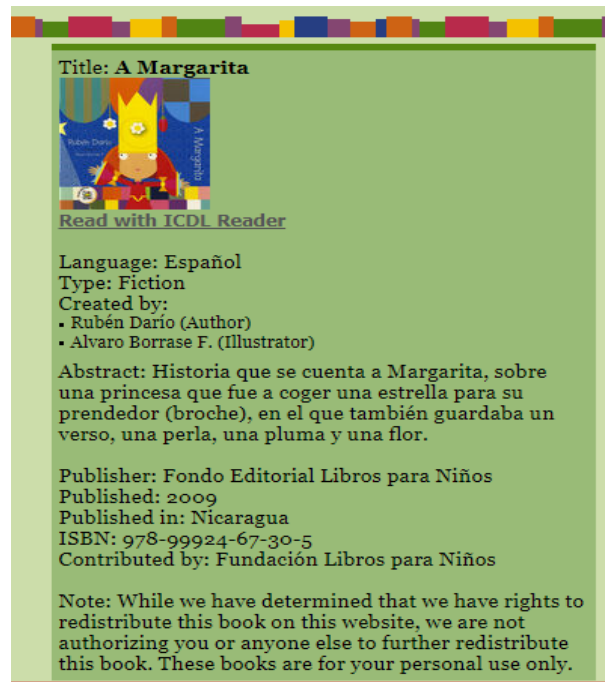 Title: A Margarita
Rubén Darío
A Margarita
Read with ICDL Reader
Language: Español
Type: Fiction
Created by:
▪ Rubén Darío (Author)
▪ Alvaro Borrase F. (Illustrator)
Abstract: Historia que se cuenta a Margarita, sobre
una princesa que fue a coger una estrella para su
prendedor (broche), en el que también guardaba un
verso, una perla, una pluma y una flor.
Publisher: Fondo Editorial Libros para Niños
Published: 2009
Published in: Nicaragua
ISBN: 978-99924-67-30-5
Contributed by: Fundación Libros para Niños
Note: While we have determined that we have rights to
redistribute this book on this website, we are not
authorizing you or anyone else to further redistribute
this book. These books are for your personal use only.